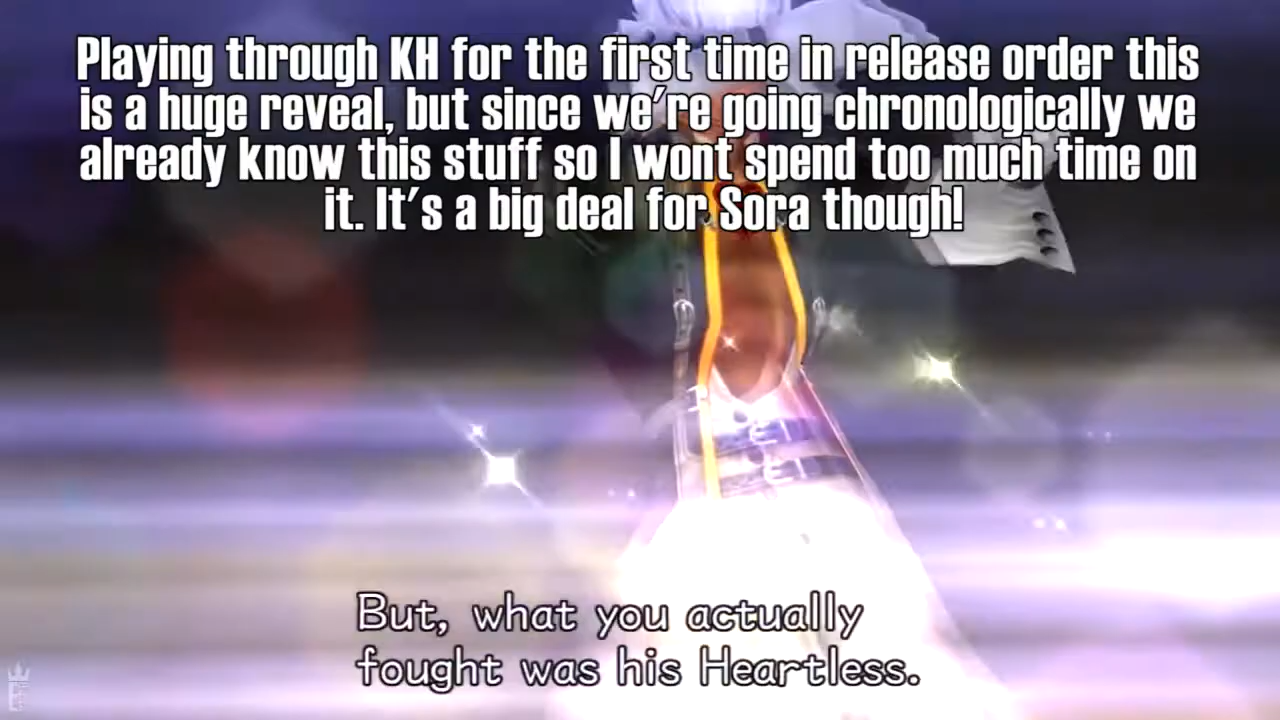 Playing through KH for the first time in release order this
is a huge reveal, but since we're going chronologically we
already know this stuff so I wont spend too much time on
it. It's a big deal for Sora though!
But, what you actually
fought was his Heartless.